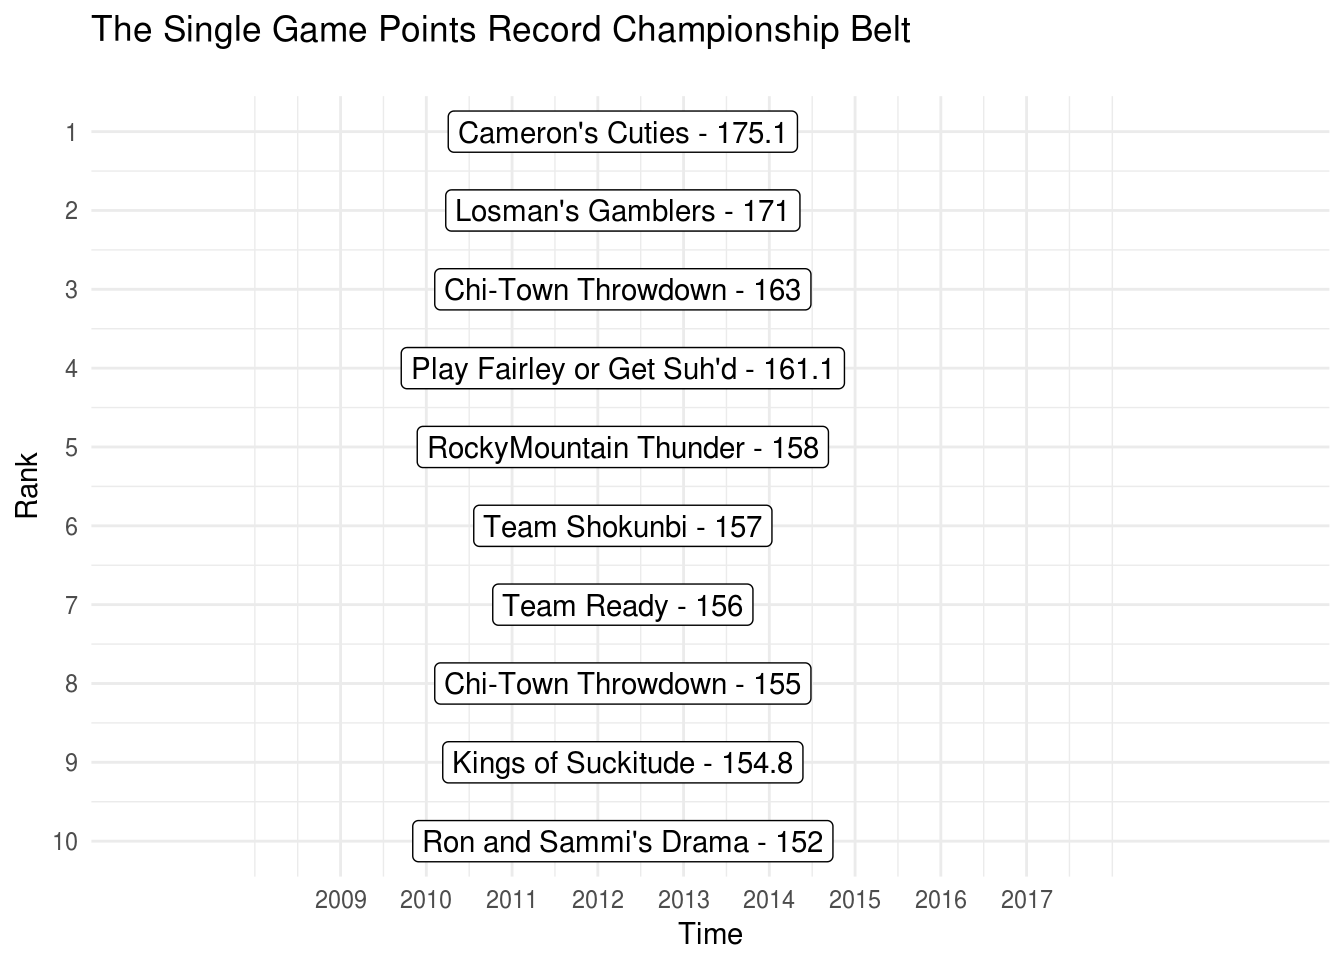 The Single Game Points Record Championship Belt
1
Cameron's Cuties - 175.1
2
Losman's Gamblers - 171
3
Chi-Town Throwdown - 163
4
Play Fairley or Get Suh'd - 161.1
5
RockyMountain Thunder - 158
Rank
6
Team Shokunbi - 157
7
Team Ready - 156
8
Chi-Town Throwdown - 155
9
Kings of Suckitude - 154.8
10
Ron and Sammi's Drama - 152
2009 2010 2011 2012 2013 2014 2015 2016 2017
Time